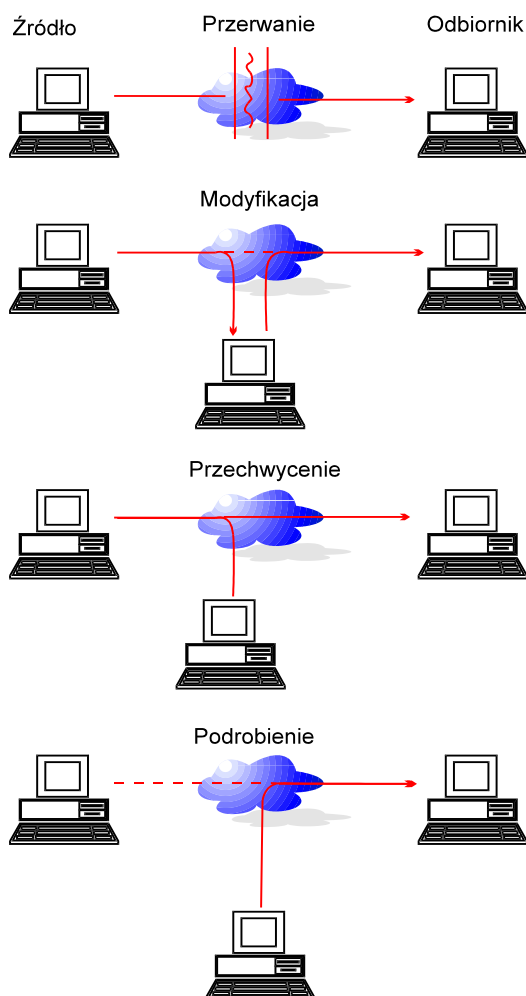 Źródło
Przerwanie
Odbiornik
Modyfikacja
Przechwycenie
Podrobienie